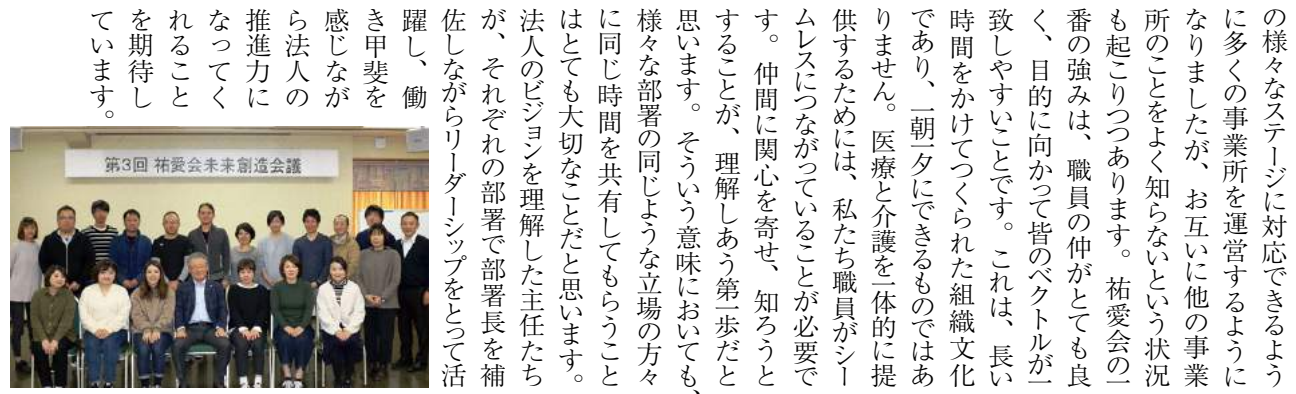 の様々なステージに対応できるよう
に多くの事業所を運営するように
なりましたが、お互いに他の事業
所のことをよく知らないという状況
も起こりつつあります。祐愛会の一
番の強みは、職員の仲がとても良
く、目的に向かって皆のベクトルが一
致しやすいことです。これは、長い
時間をかけてつくられた組織文化
であり、一朝一夕にできるものではあ
りません。医療と介護を一体的に提
供するためには、私たち職員がシー
ムレスにつながっていることが必要で
す。仲間に関心を寄せ、知ろうと
することが、理解しあう第一歩だと
思います。そういう意味においても、
様々な部署の同じような立場の方々
に同じ時間を共有してもらうこと
はとても大切なことだと思います。
法人のビジョンを理解した主任たち
が、それぞれの部署で部署長を補
佐しながらリーダーシップをとって活
躍し、働
き甲斐を
感じなが
ら法人の
推進力に
なってく
れること
を期待し
ています。
第3回 祐愛会未来創造会議